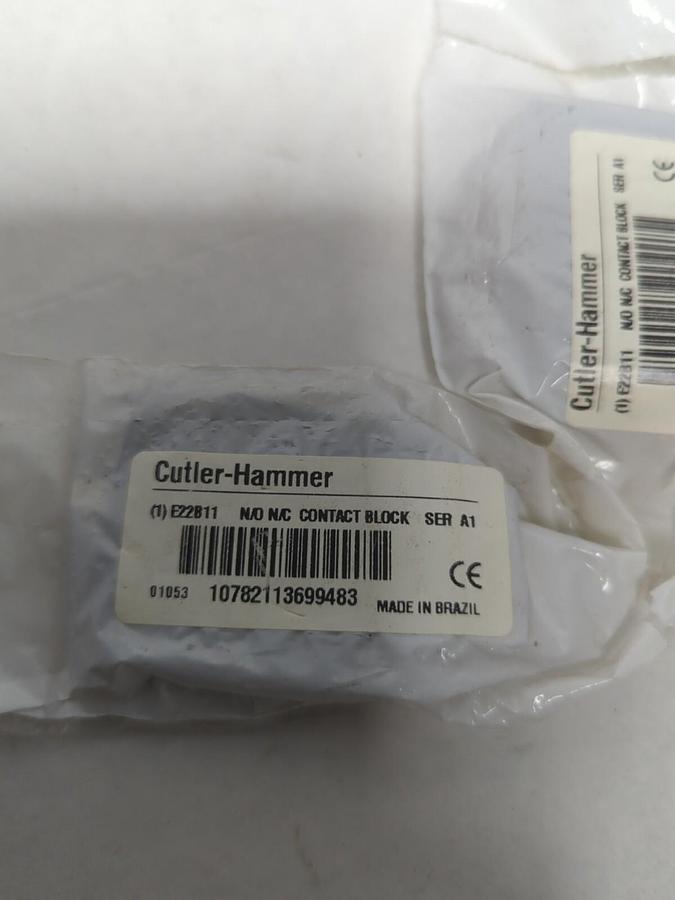 Cutler-Hammer
(1) E22B11 N/O N/C CONTACT BLOCK SER A1
CE
01053 10782113699483 MADE IN BRAZIL
Cutler-Hammer
(1) E22B11 N/O N/C CONTACT BLOCK SER A1
CE